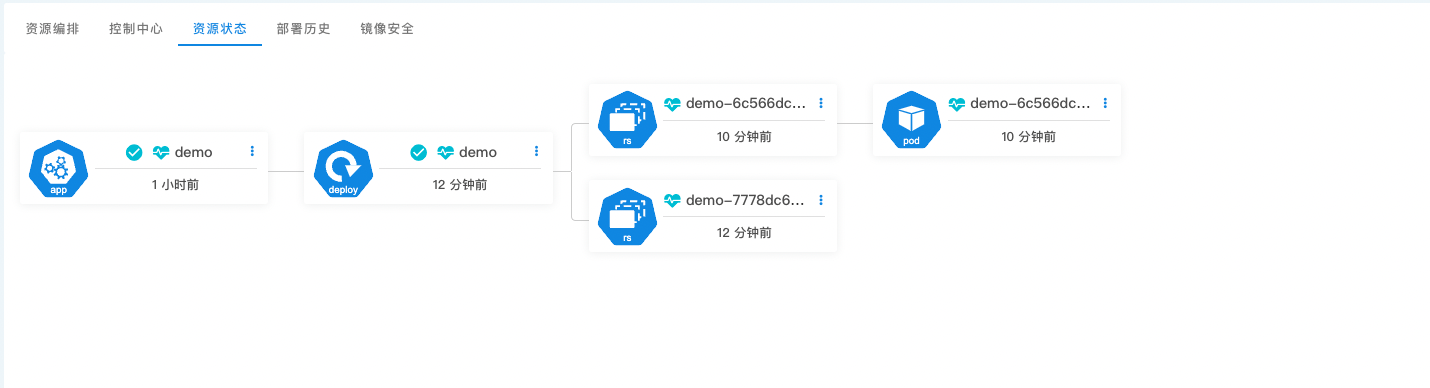 资源编排 控制中心 资源状态 部署历史 镜像安全
app
demo
1 小时前
deploy
demo
12 分钟前
rs
demo-6c566dc...
10 分钟前
pod
demo-6c566dc...
10 分钟前
rs
demo-7778dc6...
12 分钟前